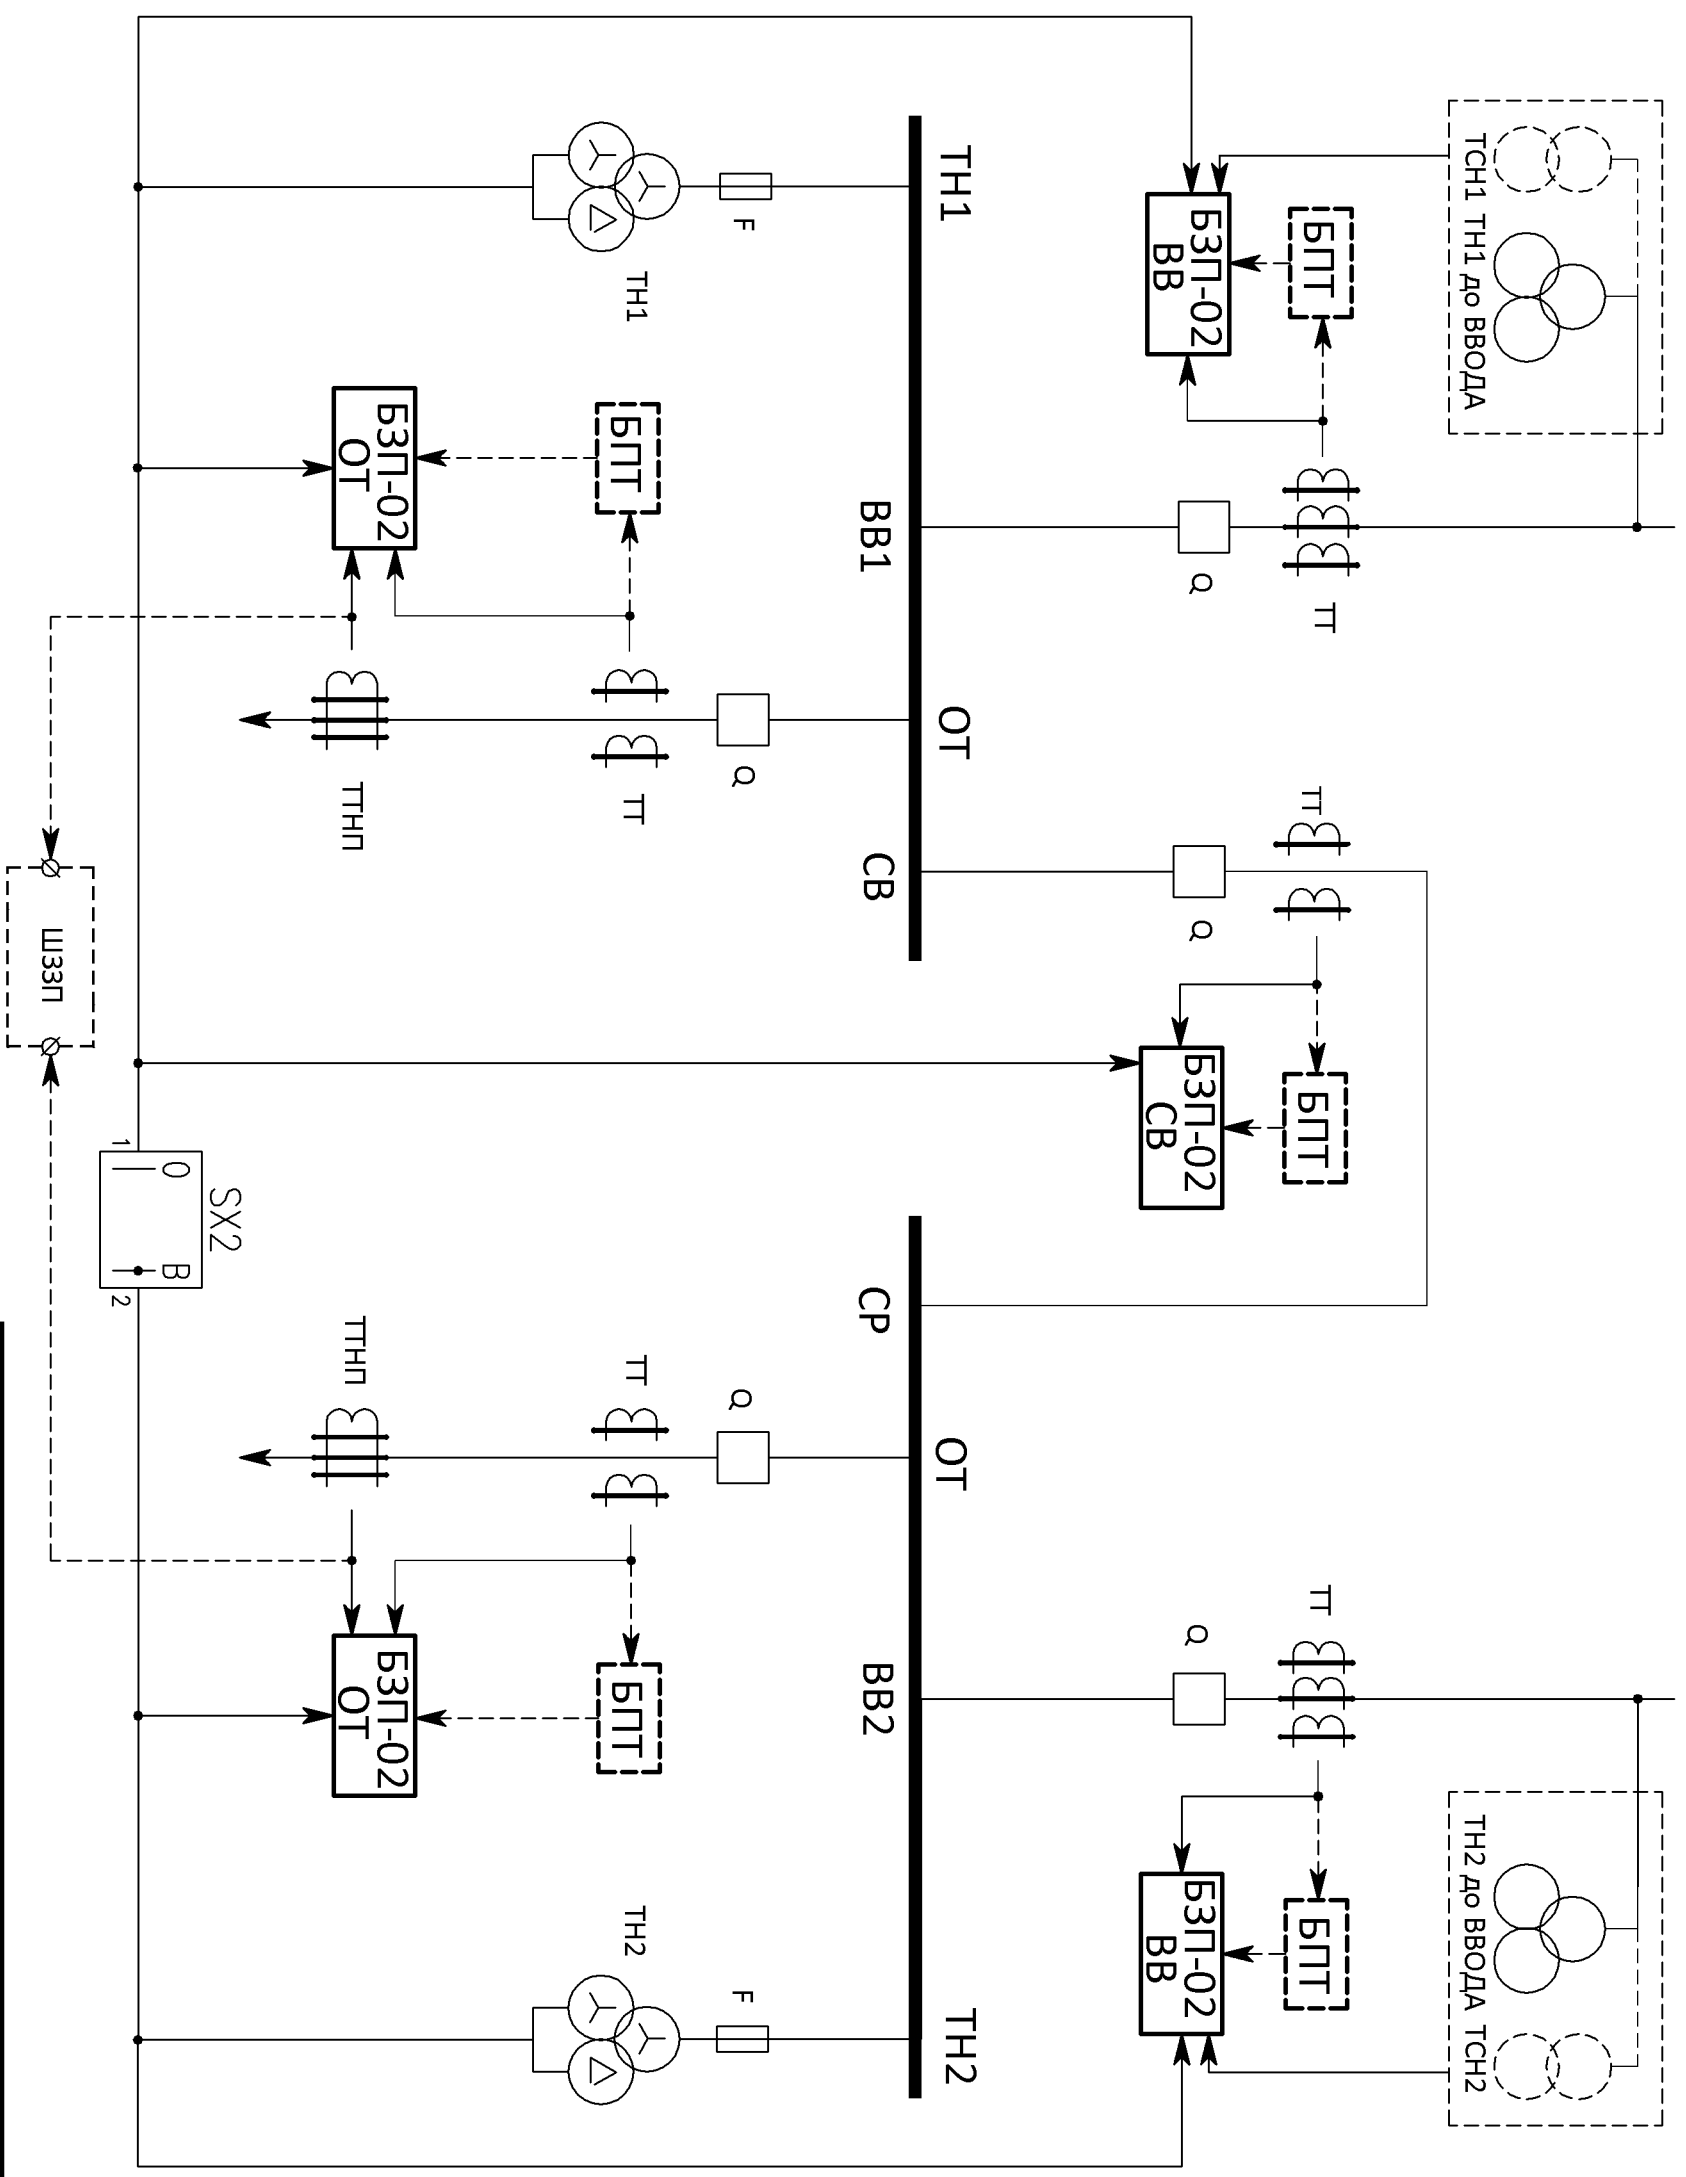 ТСН1 ТН1 до ВВОДА
ТН2 до ВВОДА ТСН2
БПТ
ТТ
ТТ
БПТ
ТТ
БПТ
БЗП-02
ВВ
Q
Q
БЗП-02
СВ
Q
БЗП-02
ВВ
ТН1
ВВ1
ОТ
СВ
СР
ОТ
ВВ2
ТН2
F
Q
Q
F
ТН1
БПТ
ТТ
ТТ
БПТ
ТН2
БЗП-02
ОТ
ТТНП
ТТНП
БЗП-02
ОТ
SX2
О В
1 2
ШЗЗП